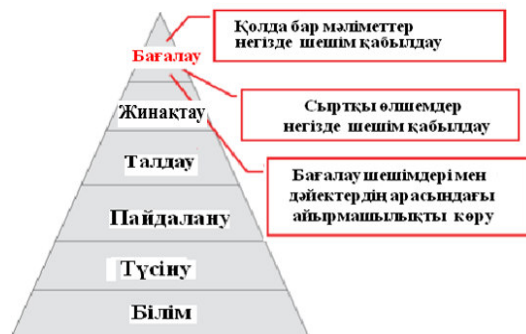 Қолда бар мәліметтер
негізде шешім қабылдау
Бағалау
Сыртқы өлшемдер
негізде шешім қабылдау
Жинақтау
Талдау
Бағалау шешімдері мен
дәйектердің арасындағы
айырмашылықты көру
Пайдалану
Түсіну
Білім